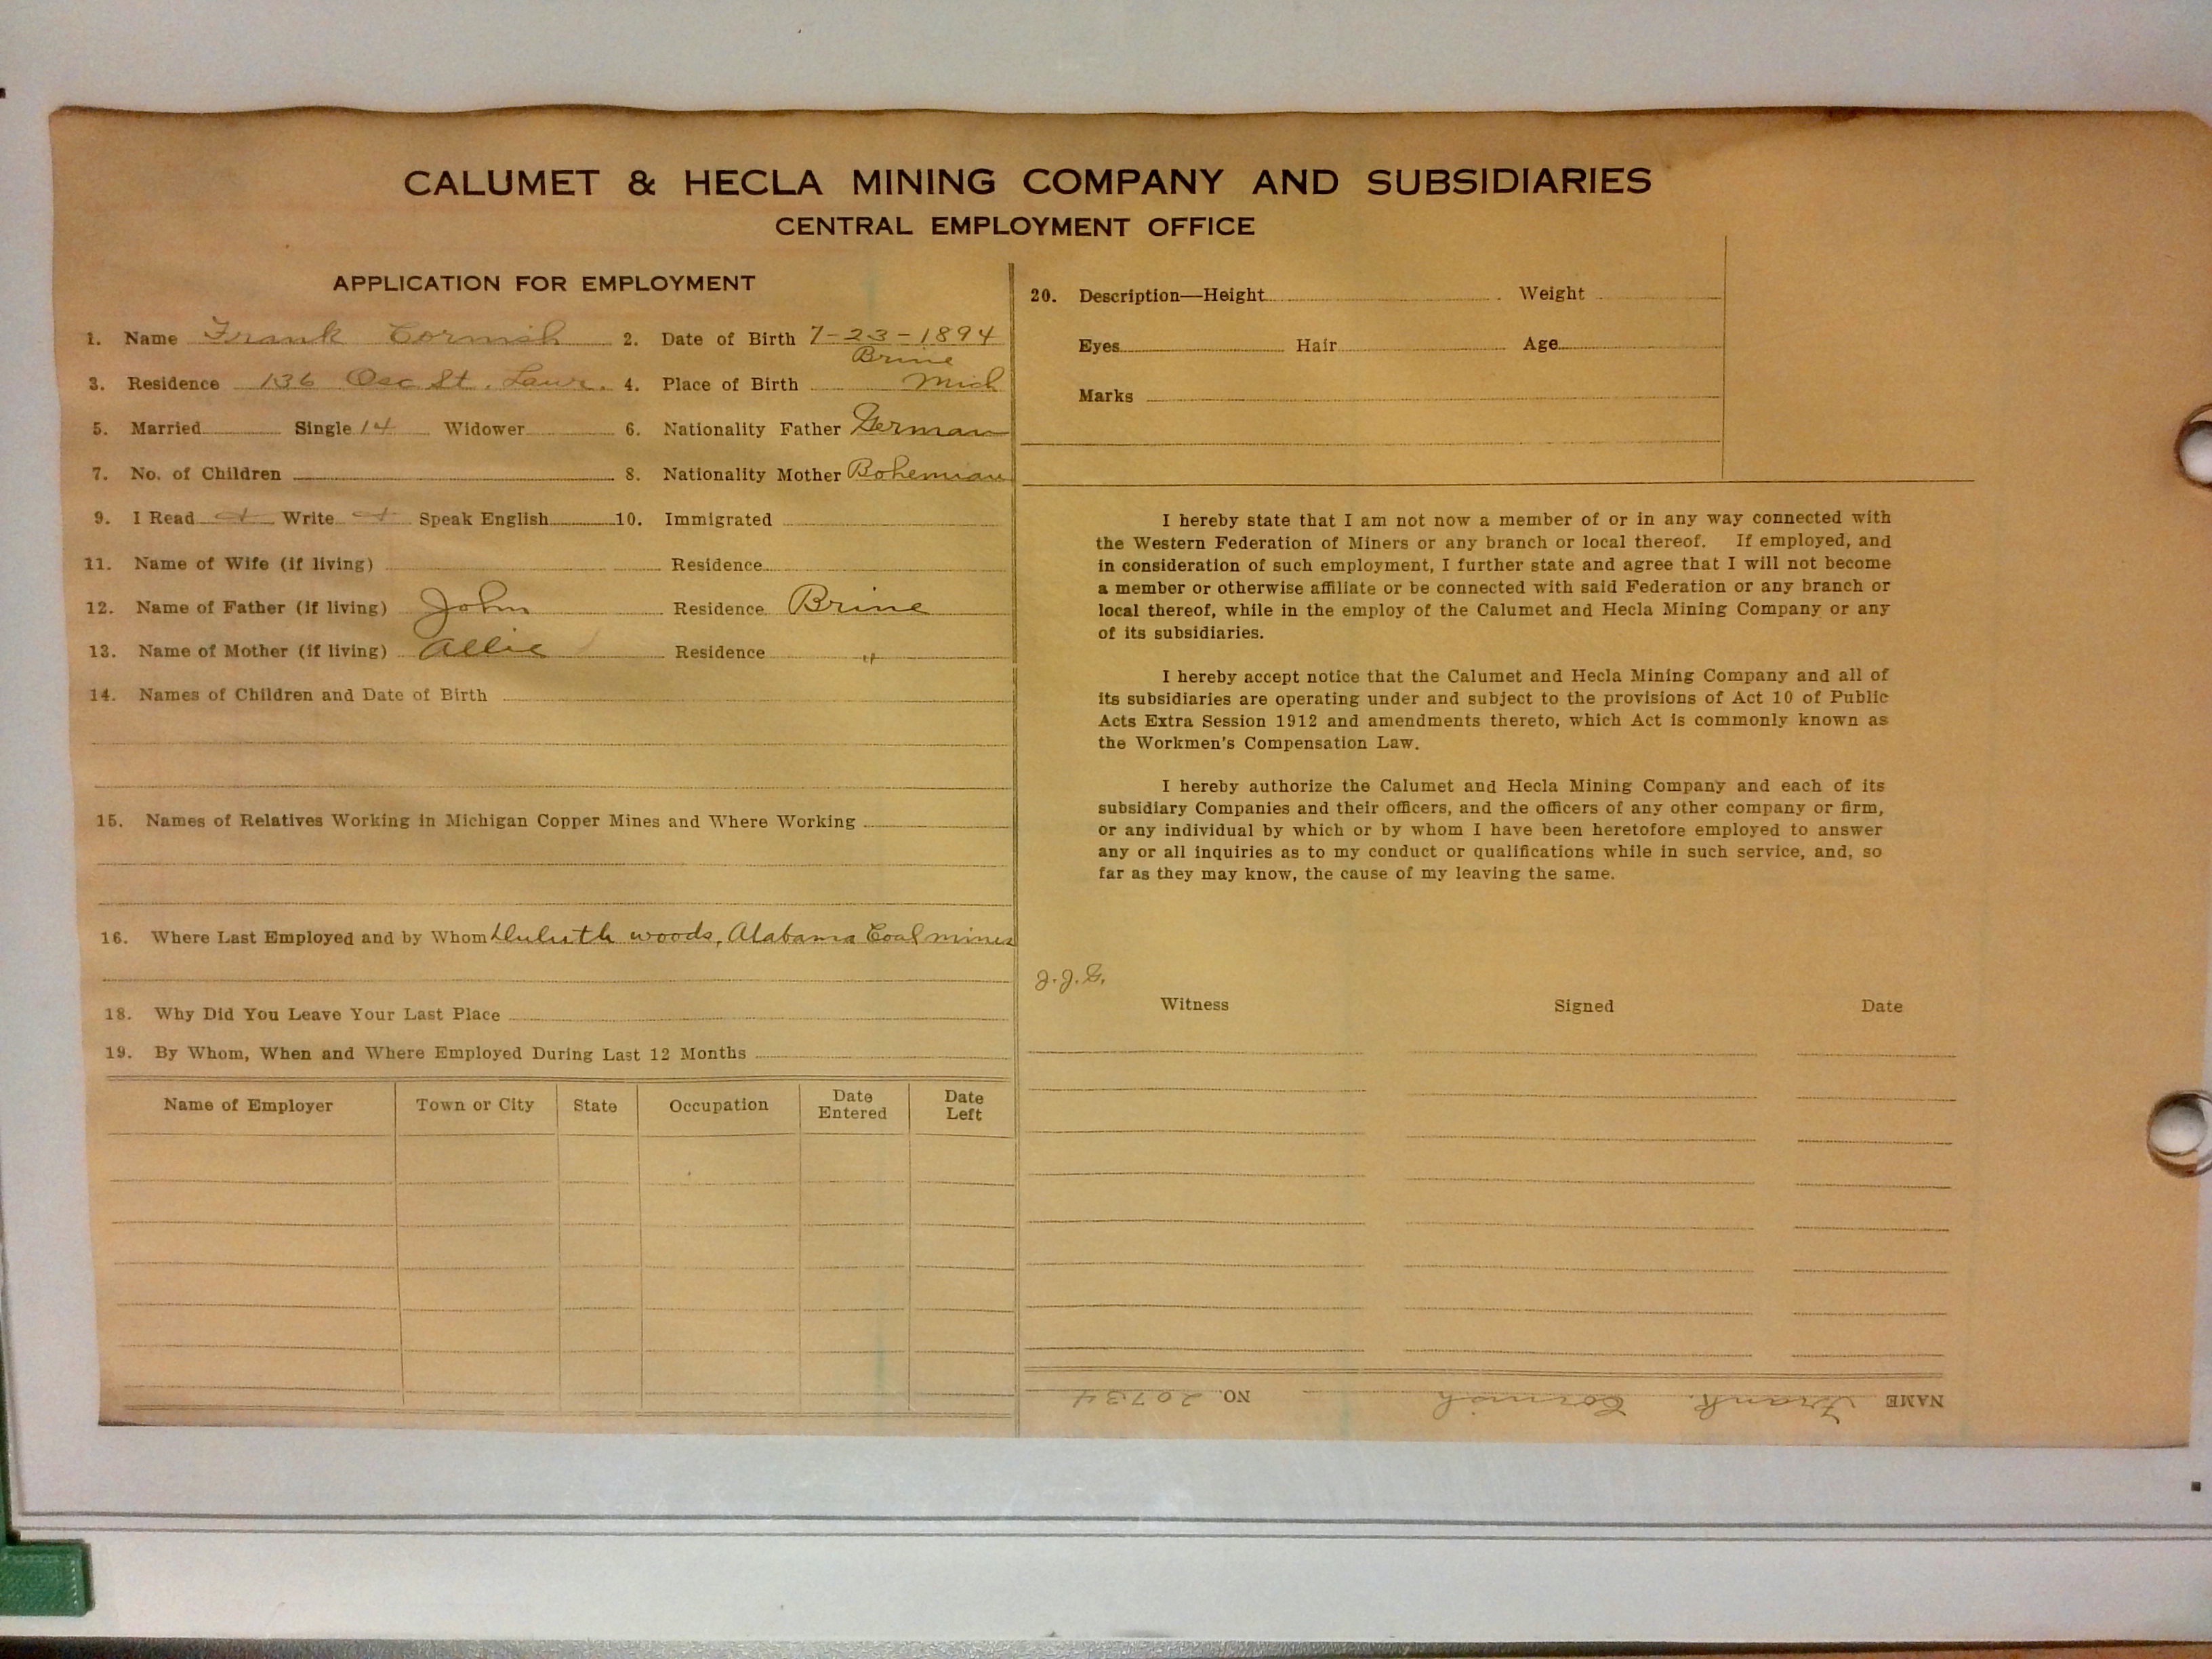 CALUMET & HECLA MINING COMPANY AND SUBSIDIARIES
CENTRAL EMPLOYMENT OFFICE
APPLICATION FOR EMPLOYMENT
1. Name Frank Cornish 2. Date of Birth 7-23-1894
Brine
3. Residence 136 Osc St. Laur. 4. Place of Birth Mich
5. Married Single 14 Widower 6. Nationality Father German
7. No. of Children 8. Nationality Mother Bohemian
9. I Read Write Speak English 10. Immigrated
11. Name of Wife (if living) Residence
12. Name of Father (if living) John Residence Brine
13. Name of Mother (if living) Allie Residence "
14. Names of Children and Date of Birth
15. Names of Relatives Working in Michigan Copper Mines and Where Working
16. Where Last Employed and by Whom Duluth woods, Alabama Coal mines
18. Why Did You Leave Your Last Place
19. By Whom, When and Where Employed During Last 12 Months
Name of Employer Town or City State Occupation Date Entered Date Left
20. Description—Height Weight
Eyes Hair Age
Marks
I hereby state that I am not now a member of or in any way connected with
the Western Federation of Miners or any branch or local thereof. If employed, and
in consideration of such employment, I further state and agree that I will not become
a member or otherwise affiliate or be connected with said Federation or any branch or
local thereof, while in the employ of the Calumet and Hecla Mining Company or any
of its subsidiaries.
I hereby accept notice that the Calumet and Hecla Mining Company and all of
its subsidiaries are operating under and subject to the provisions of Act 10 of Public
Acts Extra Session 1912 and amendments thereto, which Act is commonly known as
the Workmen's Compensation Law.
I hereby authorize the Calumet and Hecla Mining Company and each of its
subsidiary Companies and their officers, and the officers of any other company or firm,
or any individual by which or by whom I have been heretofore employed to answer
any or all inquiries as to my conduct or qualifications while in such service, and, so
far as they may know, the cause of my leaving the same.
J.J.G.
Witness Signed Date
NAME Frank Cornish NO. 20734